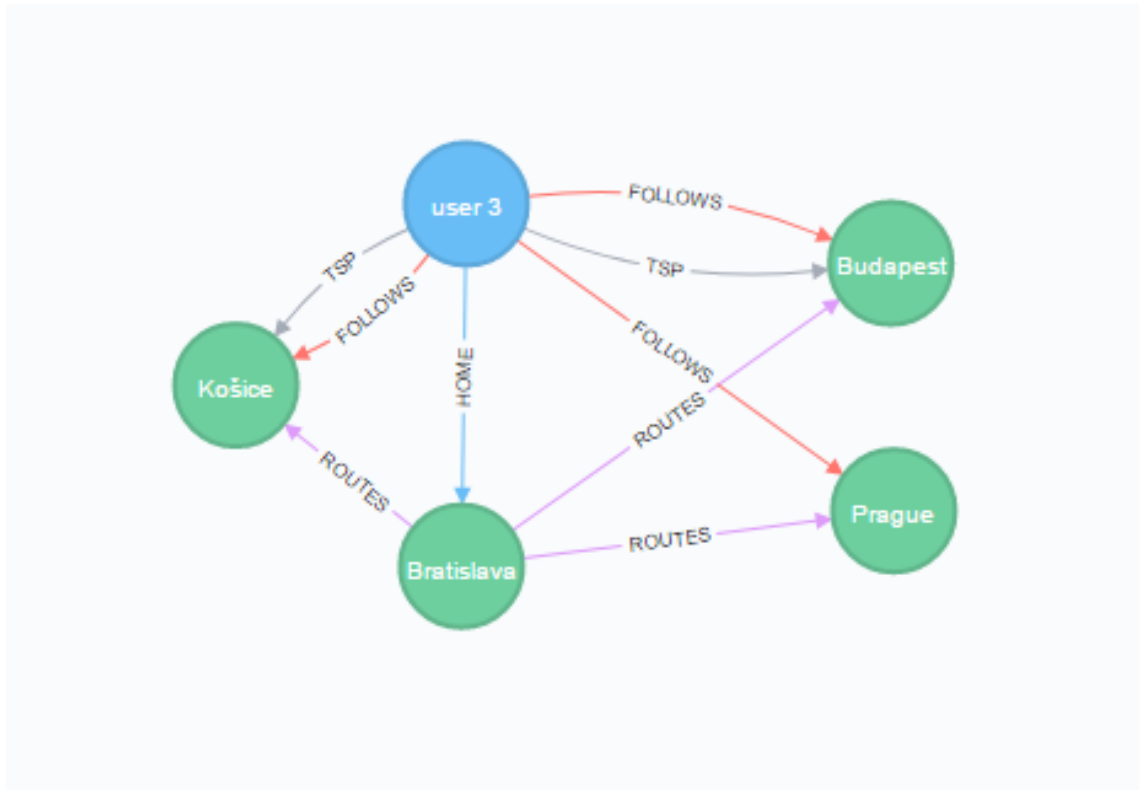 user 3
FOLLOWS
Budapest
TSP
TSP
FOLLOWS
HOME
FOLLOWS
Košice
ROUTES
ROUTES
Prague
ROUTES
Bratislava